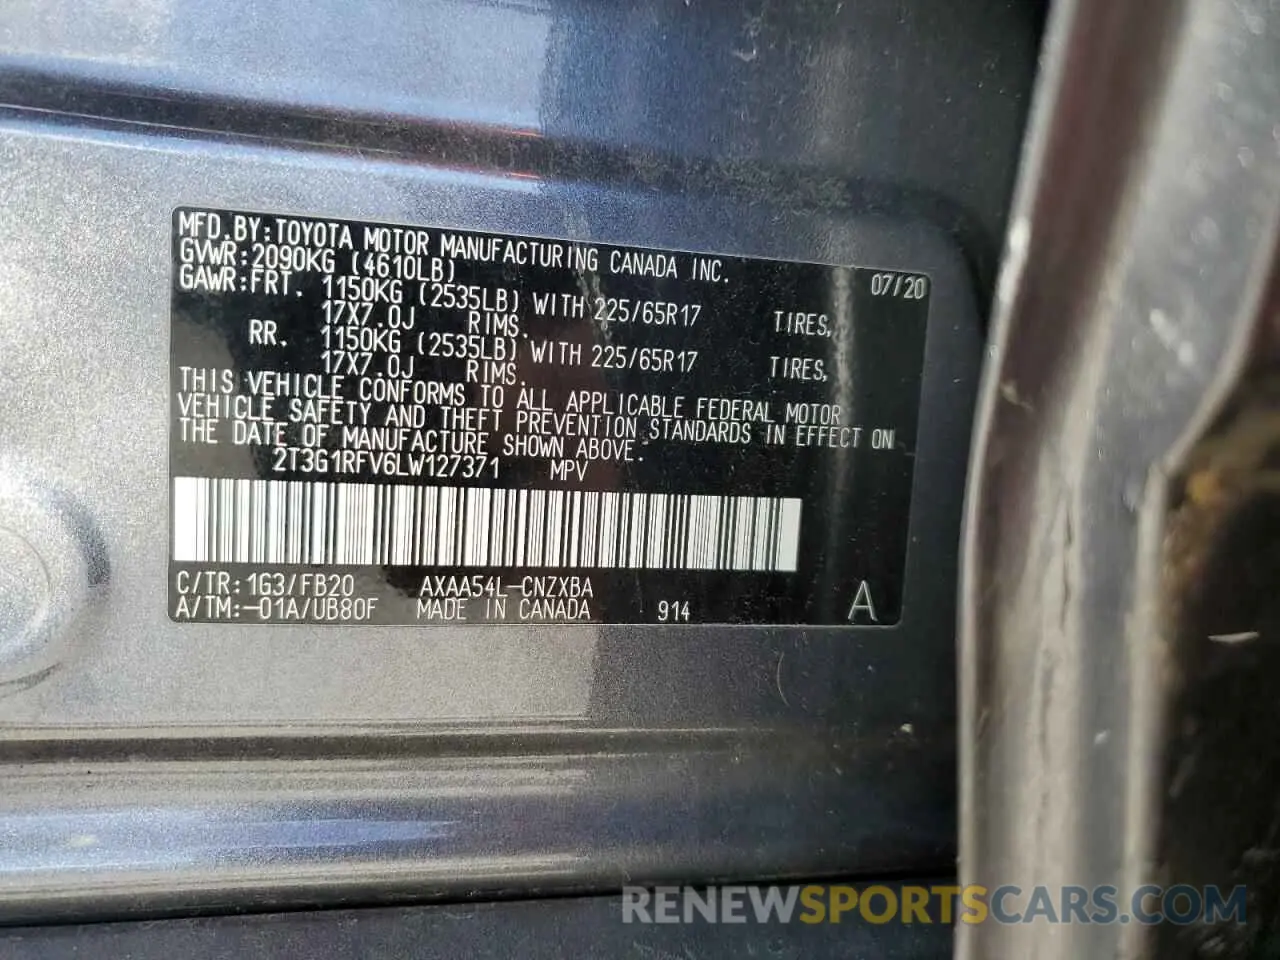 MFD.BY:TOYOTA MOTOR MANUFACTURING CANADA INC.
GVWR:2090KG (4610LB) 07/20
GAWR:FRT. 1150KG (2535LB) WITH 225/65R17 TIRES,
17X7.0J RIMS.
RR. 1150KG (2535LB) WITH 225/65R17 TIRES,
17X7.0J RIMS.
THIS VEHICLE CONFORMS TO ALL APPLICABLE FEDERAL MOTOR
VEHICLE SAFETY AND THEFT PREVENTION STANDARDS IN EFFECT ON
THE DATE OF MANUFACTURE SHOWN ABOVE.
2T3G1RFV6LW127371 MPV
C/TR:1G3/FB20 AXAA54L-CNZXBA
A/TM:-01A/UB80F MADE IN CANADA 914 A
RENEWSPORTSCARS.COM